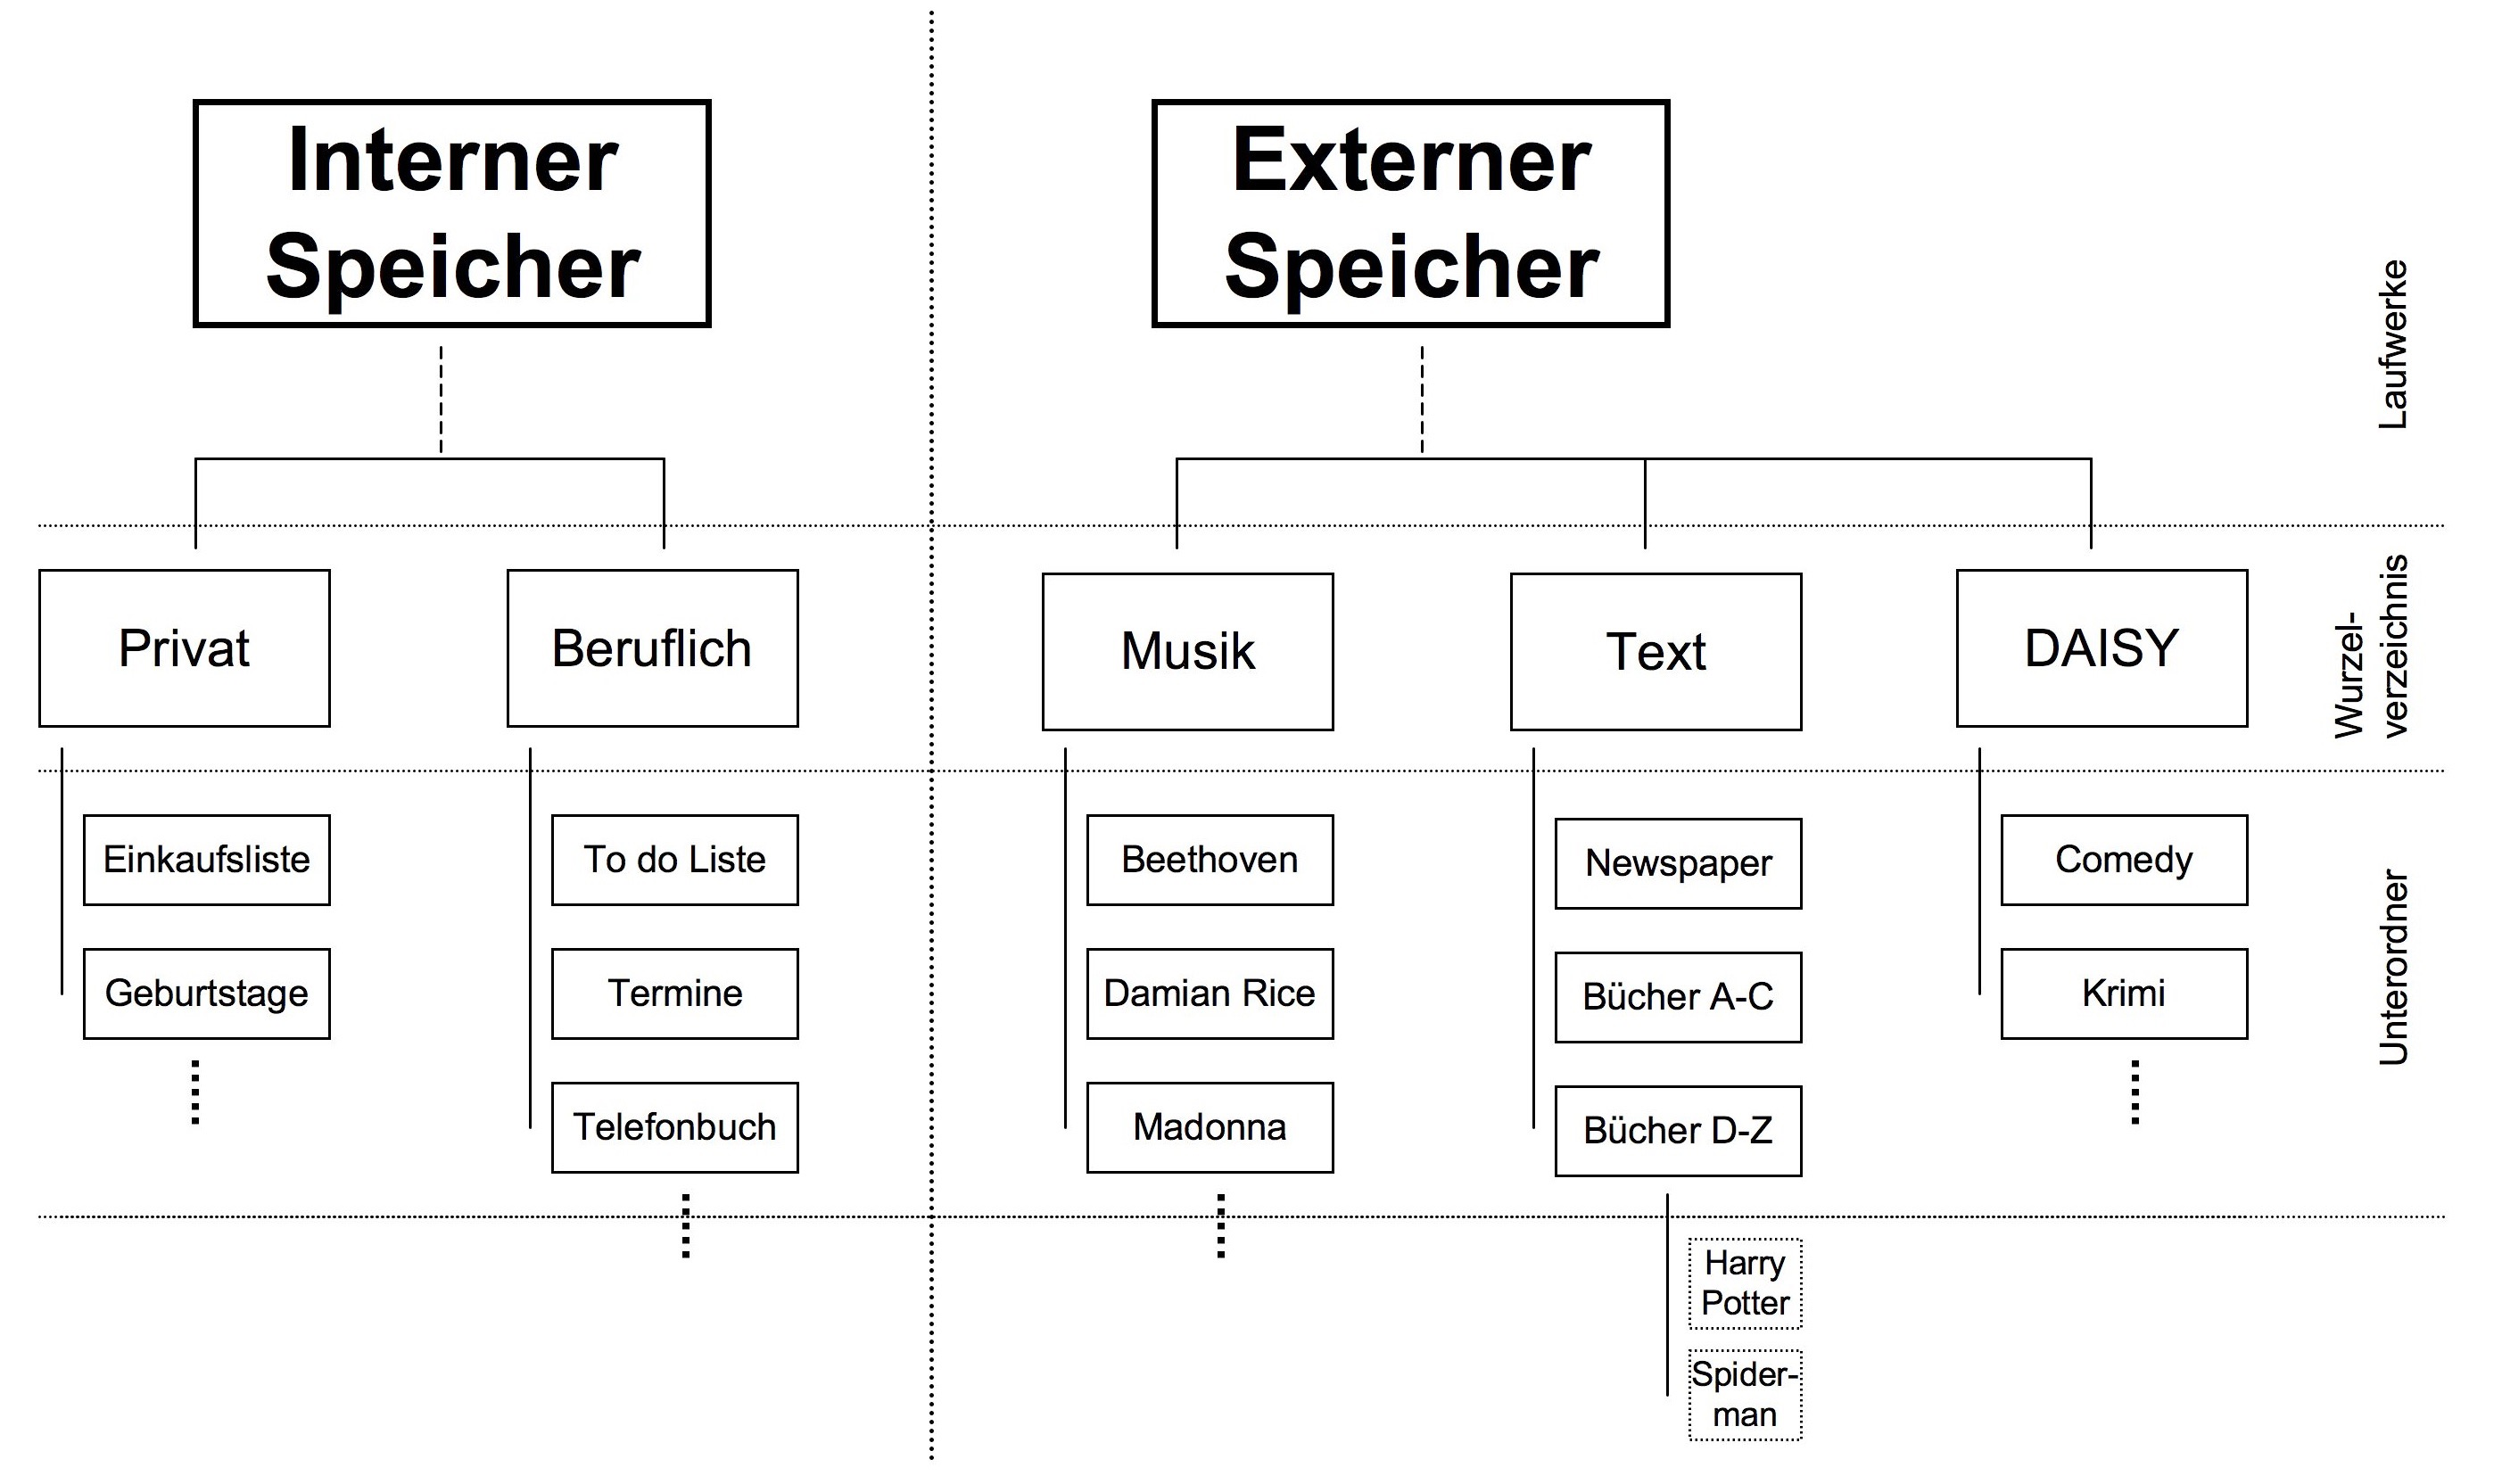 Interner
Speicher
Externer
Speicher
Laufwerke
Privat
Beruflich
Musik
Text
DAISY
Wurzel-
verzeichnis
Einkaufsliste
Geburtstage
To do Liste
Termine
Telefonbuch
Beethoven
Damian Rice
Madonna
Newspaper
Bücher A-C
Bücher D-Z
Harry
Potter
Spider-
man
Comedy
Krimi
Unterordner